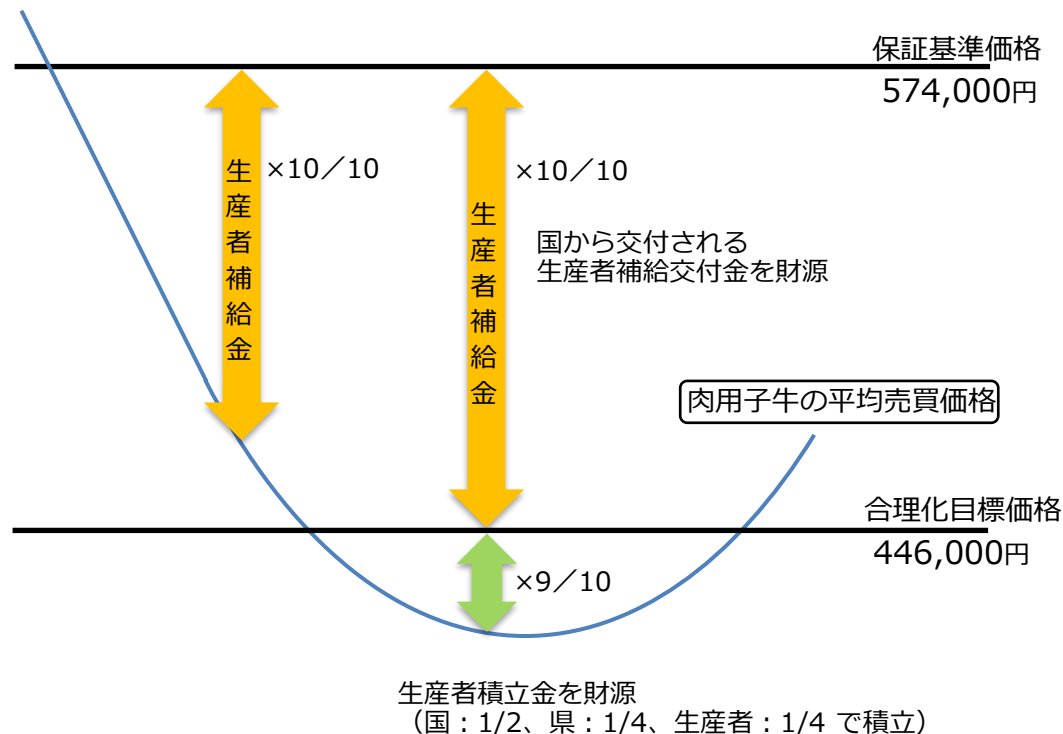 保証基準価格
574,000円
生産者補給金
×10／10
生産者補給金
×10／10
国から交付される
生産者補給交付金を財源
肉用子牛の平均売買価格
合理化目標価格
446,000円
×9／10
生産者積立金を財源
（国：1/2、県：1/4、生産者：1/4 で積立）